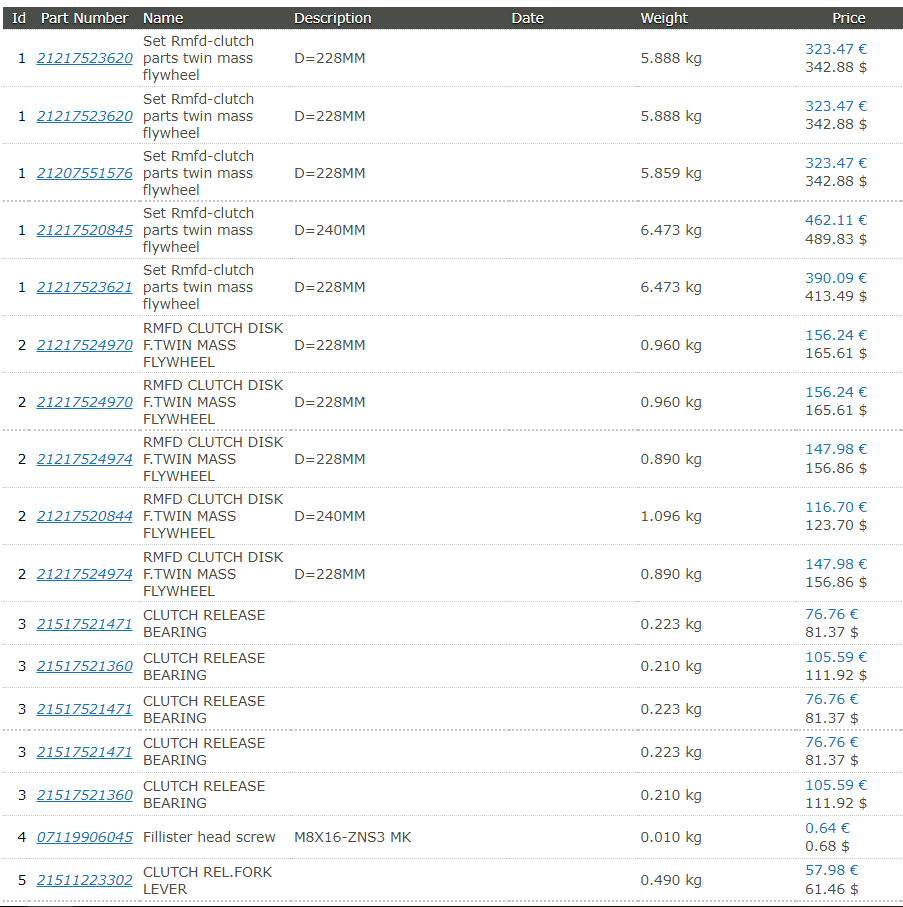 Id Part Number Name Description Date Weight Price
Set Rmfd-clutch
1 21217523620 parts twin mass D=228MM 5.888 kg 323.47 €
flywheel 342.88 $
Set Rmfd-clutch
1 21217523620 parts twin mass D=228MM 5.888 kg 323.47 €
flywheel 342.88 $
Set Rmfd-clutch
1 21207551576 parts twin mass D=228MM 5.859 kg 323.47 €
flywheel 342.88 $
Set Rmfd-clutch
1 21217520845 parts twin mass D=240MM 6.473 kg 462.11 €
flywheel 489.83 $
Set Rmfd-clutch
1 21217523621 parts twin mass D=228MM 6.473 kg 390.09 €
flywheel 413.49 $
RMFD CLUTCH DISK
2 21217524970 F.TWIN MASS D=228MM 0.960 kg 156.24 €
FLYWHEEL 165.61 $
RMFD CLUTCH DISK
2 21217524970 F.TWIN MASS D=228MM 0.960 kg 156.24 €
FLYWHEEL 165.61 $
RMFD CLUTCH DISK
2 21217524974 F.TWIN MASS D=228MM 0.890 kg 147.98 €
FLYWHEEL 156.86 $
RMFD CLUTCH DISK
2 21217520844 F.TWIN MASS D=240MM 1.096 kg 116.70 €
FLYWHEEL 123.70 $
RMFD CLUTCH DISK
2 21217524974 F.TWIN MASS D=228MM 0.890 kg 147.98 €
FLYWHEEL 156.86 $
3 21517521471 CLUTCH RELEASE 0.223 kg 76.76 €
BEARING 81.37 $
3 21517521360 CLUTCH RELEASE 0.210 kg 105.59 €
BEARING 111.92 $
3 21517521471 CLUTCH RELEASE 0.223 kg 76.76 €
BEARING 81.37 $
3 21517521471 CLUTCH RELEASE 0.223 kg 76.76 €
BEARING 81.37 $
3 21517521360 CLUTCH RELEASE 0.210 kg 105.59 €
BEARING 111.92 $
4 07119906045 Fillister head screw M8X16-ZNS3 MK 0.010 kg 0.64 €
0.68 $
5 21511223302 CLUTCH REL.FORK 0.490 kg 57.98 €
LEVER 61.46 $